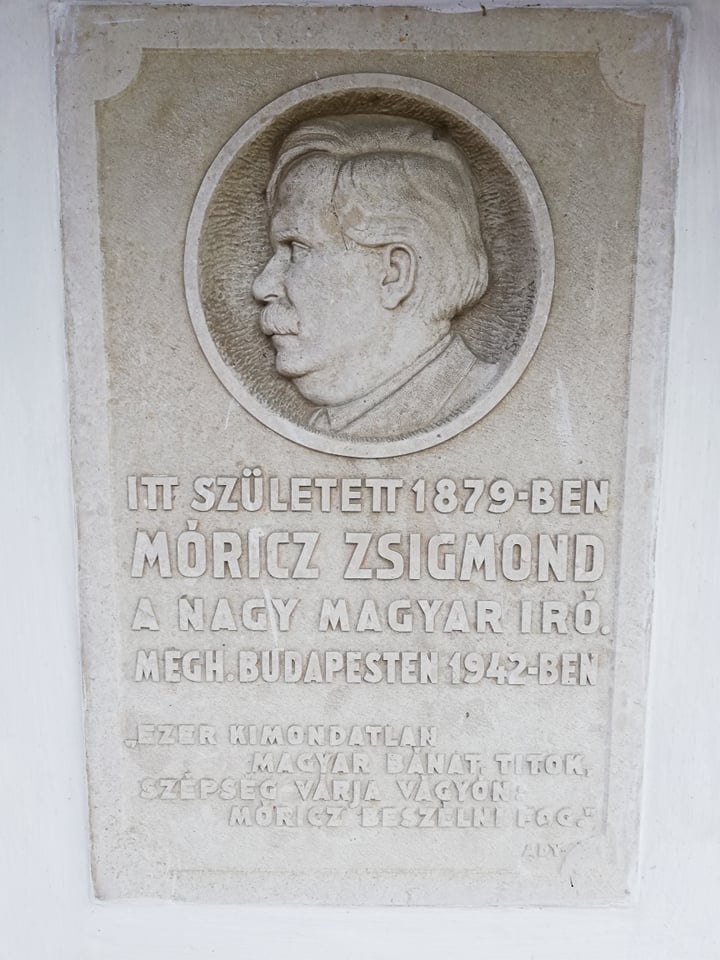 ITT SZÜLETETT 1879-BEN
MÓRICZ ZSIGMOND
A NAGY MAGYAR IRÓ.
MEGH. BUDAPESTEN 1942-BEN
„EZER KIMONDATLAN
MAGYAR BÁNAT, TITOK,
SZÉPSÉG VÁRJA VAGYON:
MÓRICZ BESZÉLNI FOG."
ADY